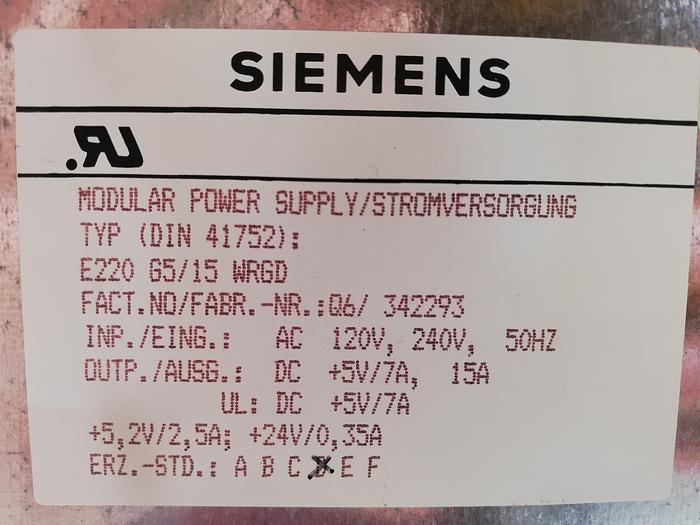 SIEMENS
UR.
MODULAR POWER SUPPLY/STROMVERSORGUNG
TYP (DIN 41752):
E220 G5/15 WRGD
FACT.NO/FABR.-NR.:Q6/ 342293
INP./EING.: AC 120V, 240V, 50HZ
OUTP./AUSG.: DC +5V/7A, 15A
UL: DC +5V/7A
+5,2V/2,5A; +24V/0,35A
ERZ.-STD.: A B C E F